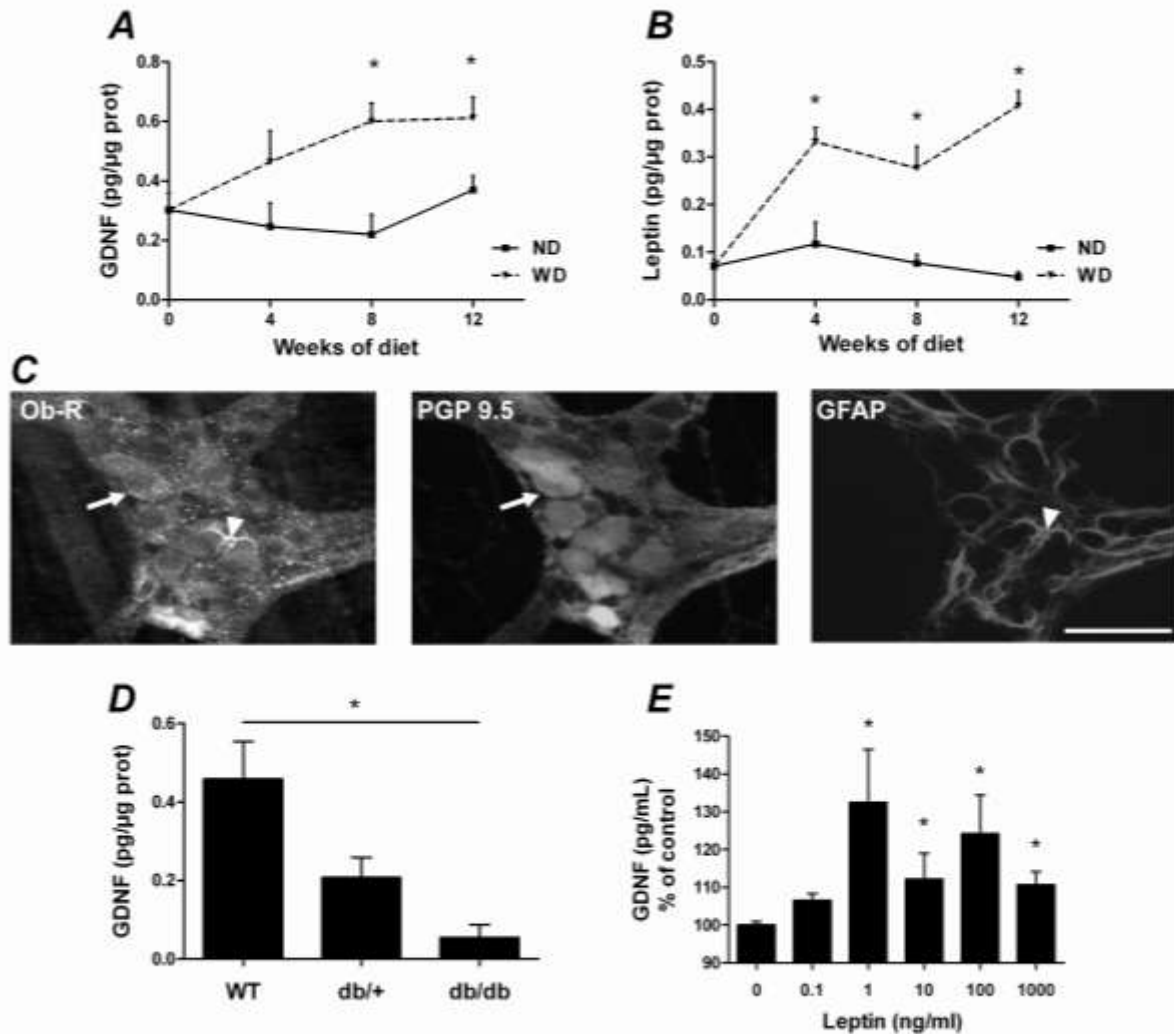 A
GDNF (pg/µg prot)
0.8
0.6
0.4
0.2
0.0
* *
ND
WD
0 4 8 12
Weeks of diet
B
Leptin (pg/µg prot)
0.5
0.4
0.3
0.2
0.1
0.0
* * *
ND
WD
0 4 8 12
Weeks of diet
C
Ob-R
PGP 9.5
GFAP
D
GDNF (pg/µg prot)
0.6
0.4
0.2
0.0
*
WT db/+ db/db
E
GDNF (pg/mL)
% of control
150
140
130
120
110
100
90
* * * *
0 0.1 1 10 100 1000
Leptin (ng/ml)